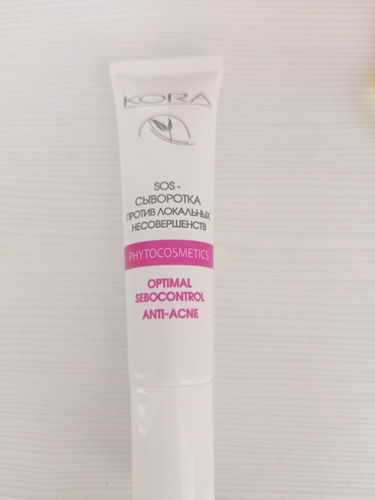 KORA
SOS-
СЫВОРОТКА
ПРОТИВ ЛОКАЛЬНЫХ
НЕСОВЕРШЕНСТВ
PHYTOCOSMETICS
OPTIMAL
SEBOCONTROL
ANTI-ACNE